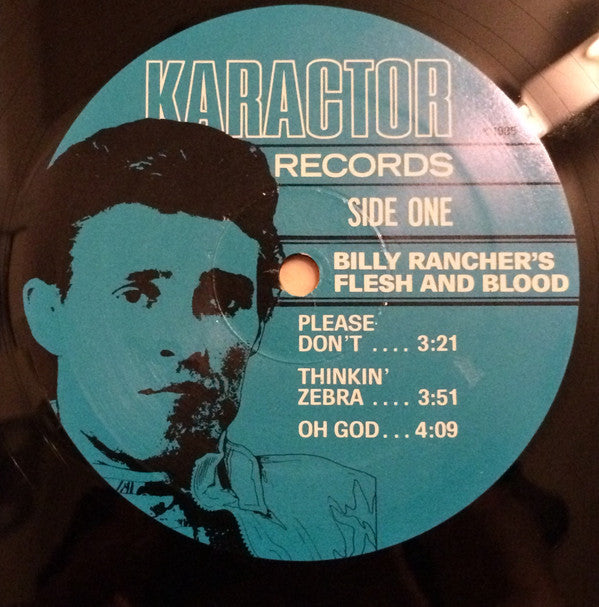 KARACTOR
℗ 1985
RECORDS
SIDE ONE
BILLY RANCHER'S
FLESH AND BLOOD
PLEASE
DON'T .... 3:21
THINKIN'
ZEBRA .... 3:51
OH GOD... 4:09